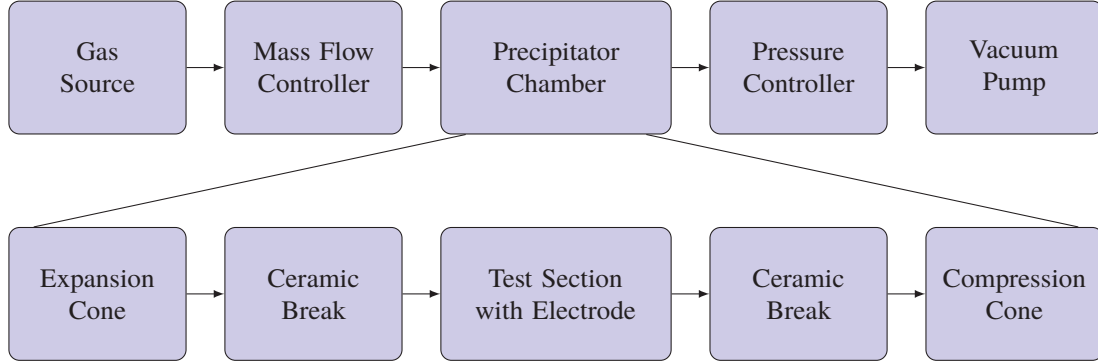 Gas
Source
Mass Flow
Controller
Precipitator
Chamber
Pressure
Controller
Vacuum
Pump
Expansion
Cone
Ceramic
Break
Test Section
with Electrode
Ceramic
Break
Compression
Cone